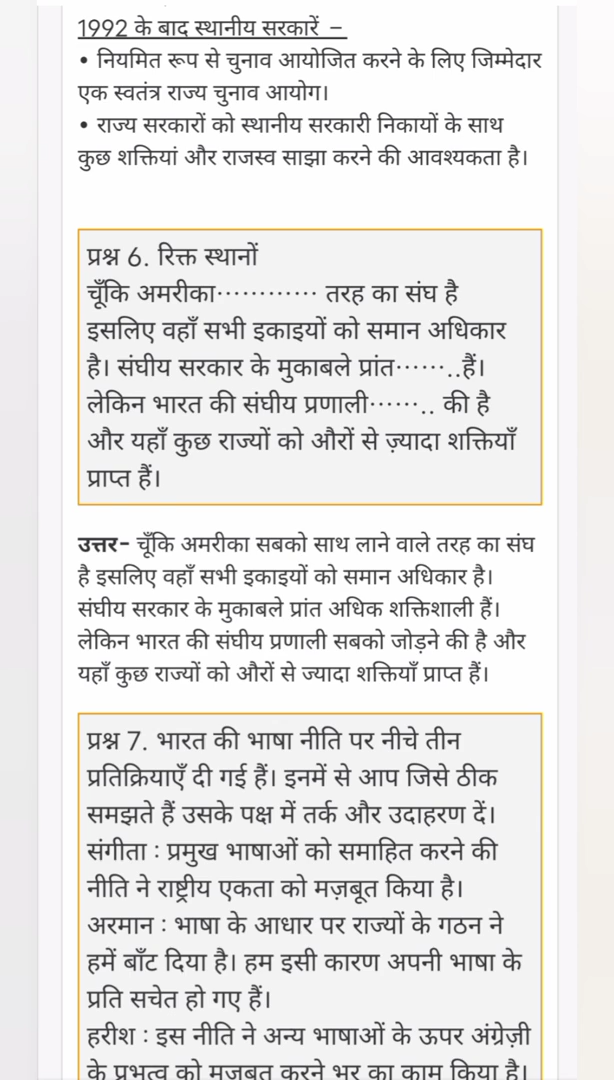 1992 के बाद स्थानीय सरकारें –
• नियमित रूप से चुनाव आयोजित करने के लिए जिम्मेदार
एक स्वतंत्र राज्य चुनाव आयोग।
• राज्य सरकारों को स्थानीय सरकारी निकायों के साथ
कुछ शक्तियां और राजस्व साझा करने की आवश्यकता है।
प्रश्न 6. रिक्त स्थानों
चूँकि अमरीका………… तरह का संघ है
इसलिए वहाँ सभी इकाइयों को समान अधिकार
है। संघीय सरकार के मुकाबले प्रांत……..हैं।
लेकिन भारत की संघीय प्रणाली…….. की है
और यहाँ कुछ राज्यों को औरों से ज़्यादा शक्तियाँ
प्राप्त हैं।
उत्तर- चूँकि अमरीका सबको साथ लाने वाले तरह का संघ
है इसलिए वहाँ सभी इकाइयों को समान अधिकार है।
संघीय सरकार के मुकाबले प्रांत अधिक शक्तिशाली हैं।
लेकिन भारत की संघीय प्रणाली सबको जोड़ने की है और
यहाँ कुछ राज्यों को औरों से ज्यादा शक्तियाँ प्राप्त हैं।
प्रश्न 7. भारत की भाषा नीति पर नीचे तीन
प्रतिक्रियाएँ दी गई हैं। इनमें से आप जिसे ठीक
समझते हैं उसके पक्ष में तर्क और उदाहरण दें।
संगीता : प्रमुख भाषाओं को समाहित करने की
नीति ने राष्ट्रीय एकता को मज़बूत किया है।
अरमान : भाषा के आधार पर राज्यों के गठन ने
हमें बाँट दिया है। हम इसी कारण अपनी भाषा के
प्रति सचेत हो गए हैं।
हरीश : इस नीति ने अन्य भाषाओं के ऊपर अंग्रेज़ी
के प्रभुत्व को मजबूत करने भर का काम किया है।